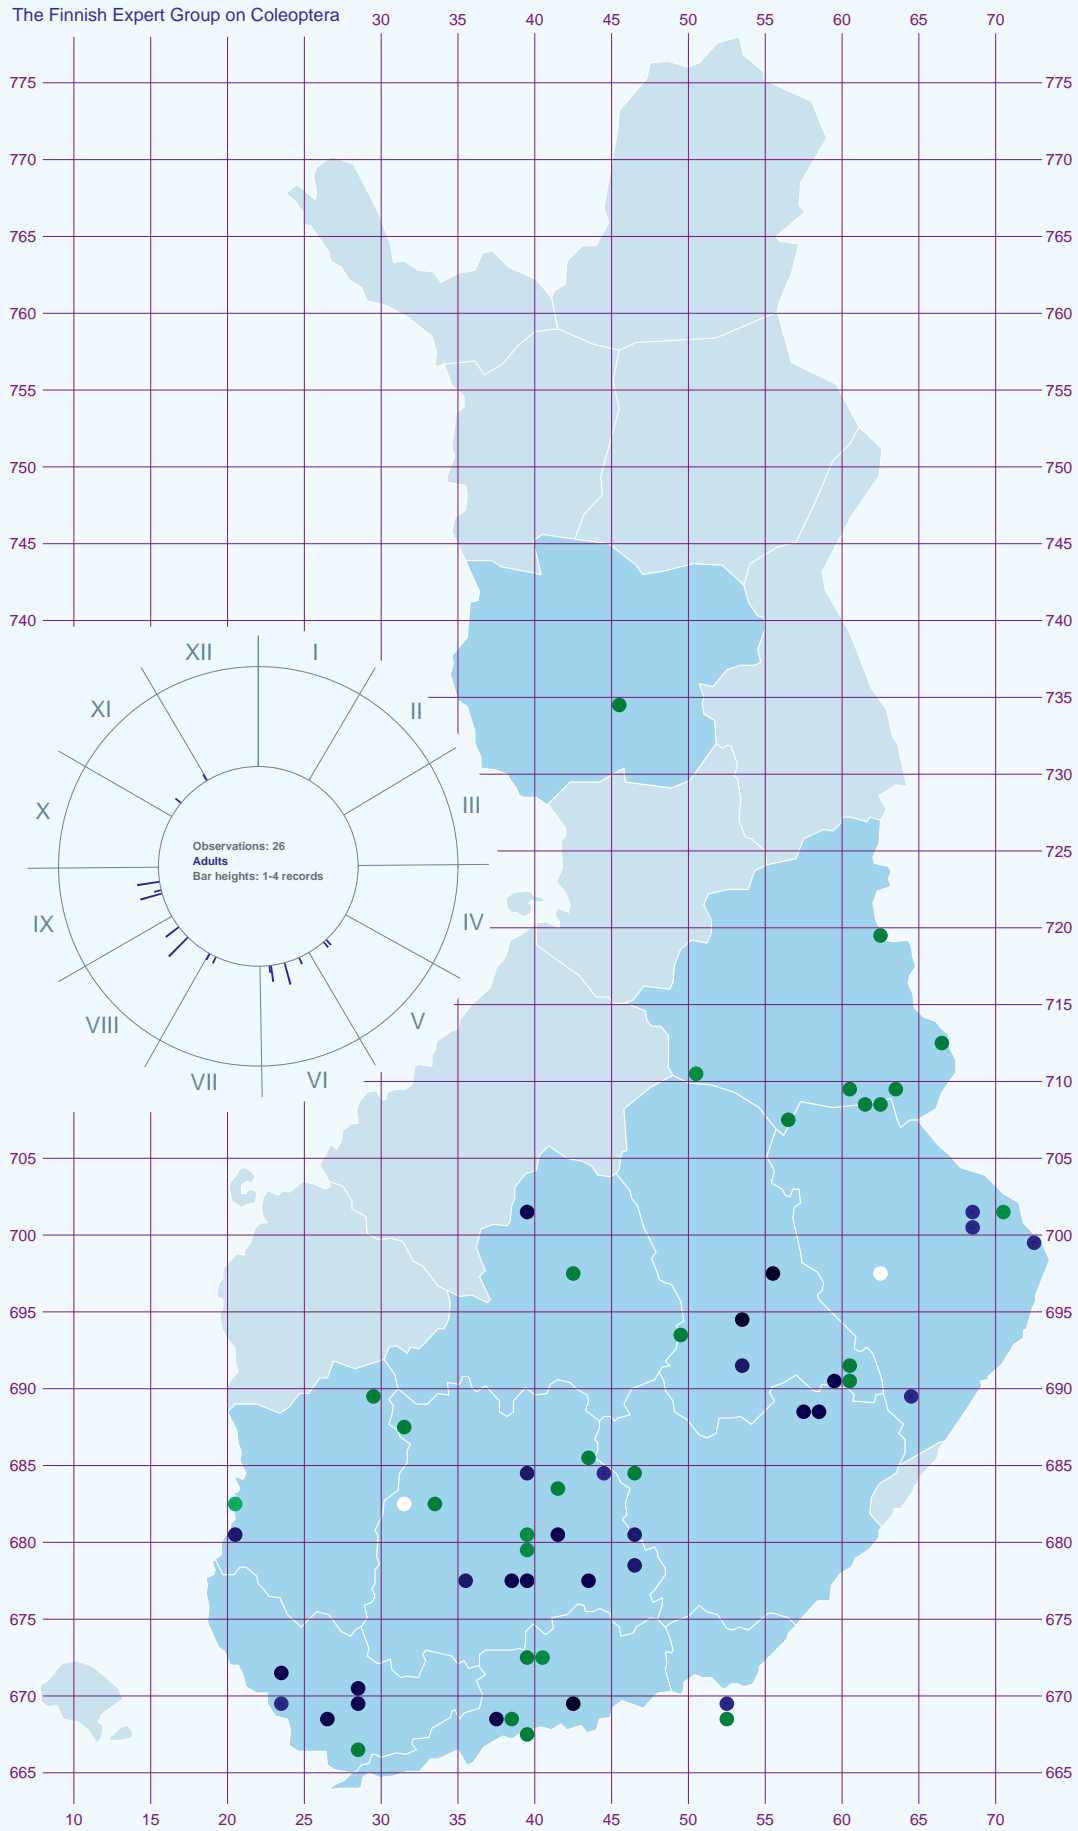 The Finnish Expert Group on Coleoptera
30 35 40 45 50 55 60 65 70
775 775
770 770
765 765
760 760
755 755
750 750
745 745
740 740
XII I
XI II
735
730
X III
Observations: 26
Adults
Bar heights: 1-4 records
725
IX IV
720
715
VIII V
VII VI
710
705 705
700 700
695 695
690 690
685 685
680 680
675 675
670 670
665 665
10 15 20 25 30 35 40 45 50 55 60 65 70